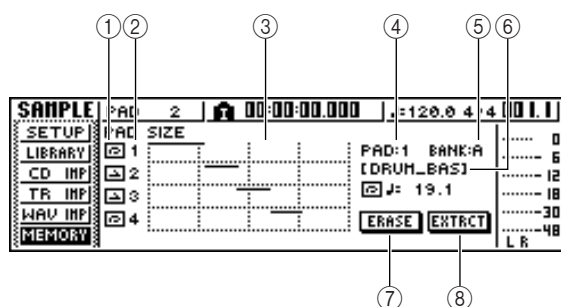 ① ② ③ ④ ⑤ ⑥
SAMPLE PAD 2 00:00:00.000 ♩=120.0 4/4 001.1
SETUP PAD SIZE
LIBRARY 1 PAD:1 BANK:A
CD IMP 2 [DRUM_BAS]
TR IMP 3 ♩= 19.1
WAV IMP 4 ERASE EXTRCT
MEMORY
0
6
12
18
30
48
L R
⑦ ⑧